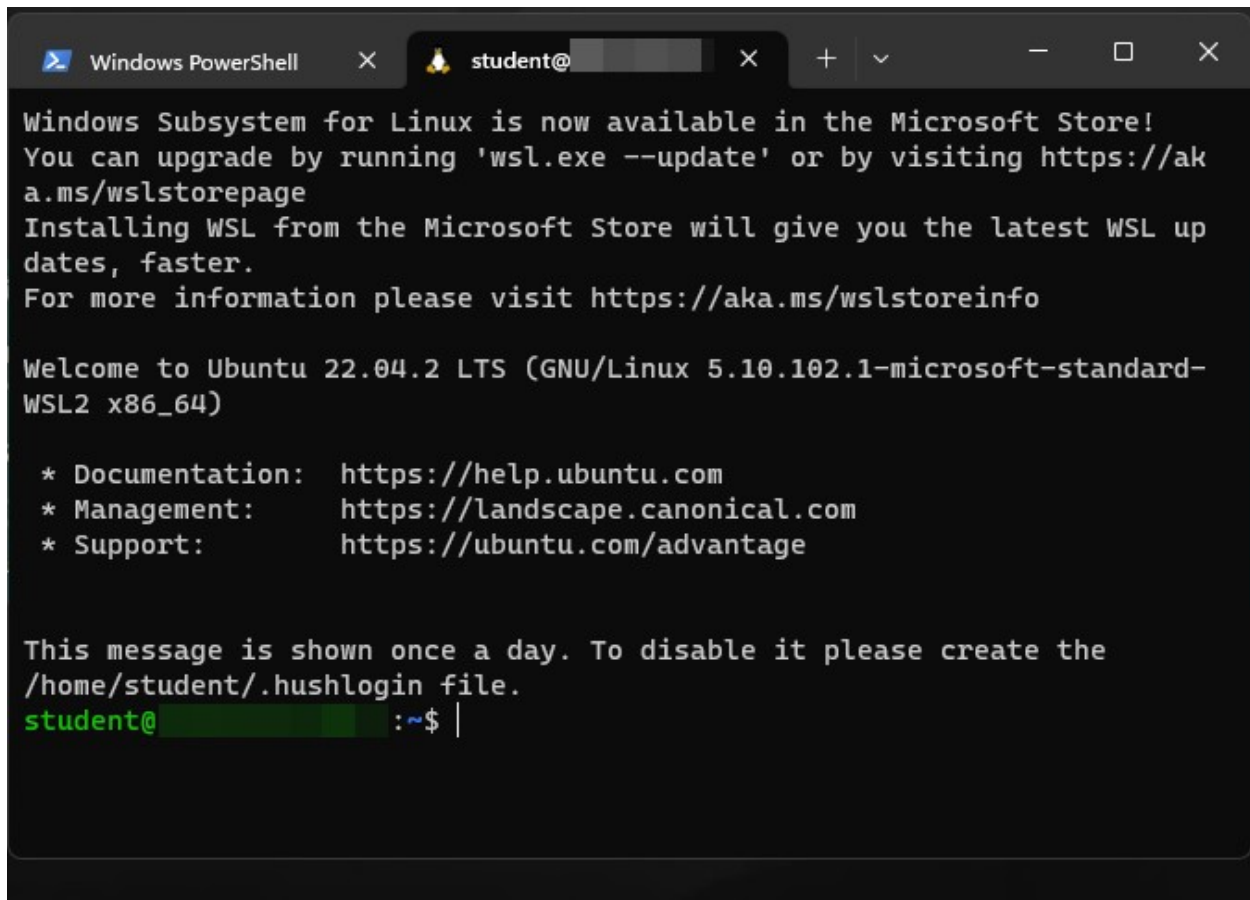 Windows PowerShell
student@
Windows Subsystem for Linux is now available in the Microsoft Store!
You can upgrade by running 'wsl.exe --update' or by visiting https://ak
a.ms/wslstorepage
Installing WSL from the Microsoft Store will give you the latest WSL up
dates, faster.
For more information please visit https://aka.ms/wslstoreinfo
Welcome to Ubuntu 22.04.2 LTS (GNU/Linux 5.10.102.1-microsoft-standard-
WSL2 x86_64)
* Documentation: https://help.ubuntu.com
* Management: https://landscape.canonical.com
* Support: https://ubuntu.com/advantage
This message is shown once a day. To disable it please create the
/home/student/.hushlogin file.
student@ :~$